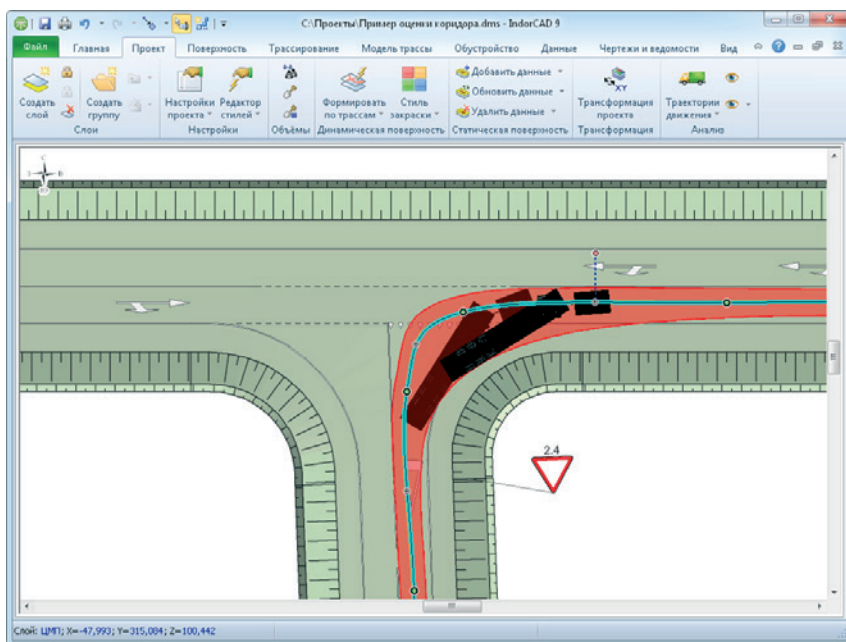 C:\Проекты\Пример оценки коридора.dms - IndorCAD 9
Файл Главная Проект Поверхность Трассирование Модель трассы Обустройство Данные Чертежи и ведомости Вид
Создать слой
Создать группу
Слои
Настройки проекта
Редактор стилей
Настройки
Объёмы
Формировать по трассам
Стиль закраски
Динамическая поверхность
Добавить данные
Обновить данные
Удалить данные
Статическая поверхность
XY
Трансформация проекта
Трансформация
Траектории движения
Анализ
С
В
2.4
Слой: ЦМП; X=-47,993; Y=315,084; Z=100,442